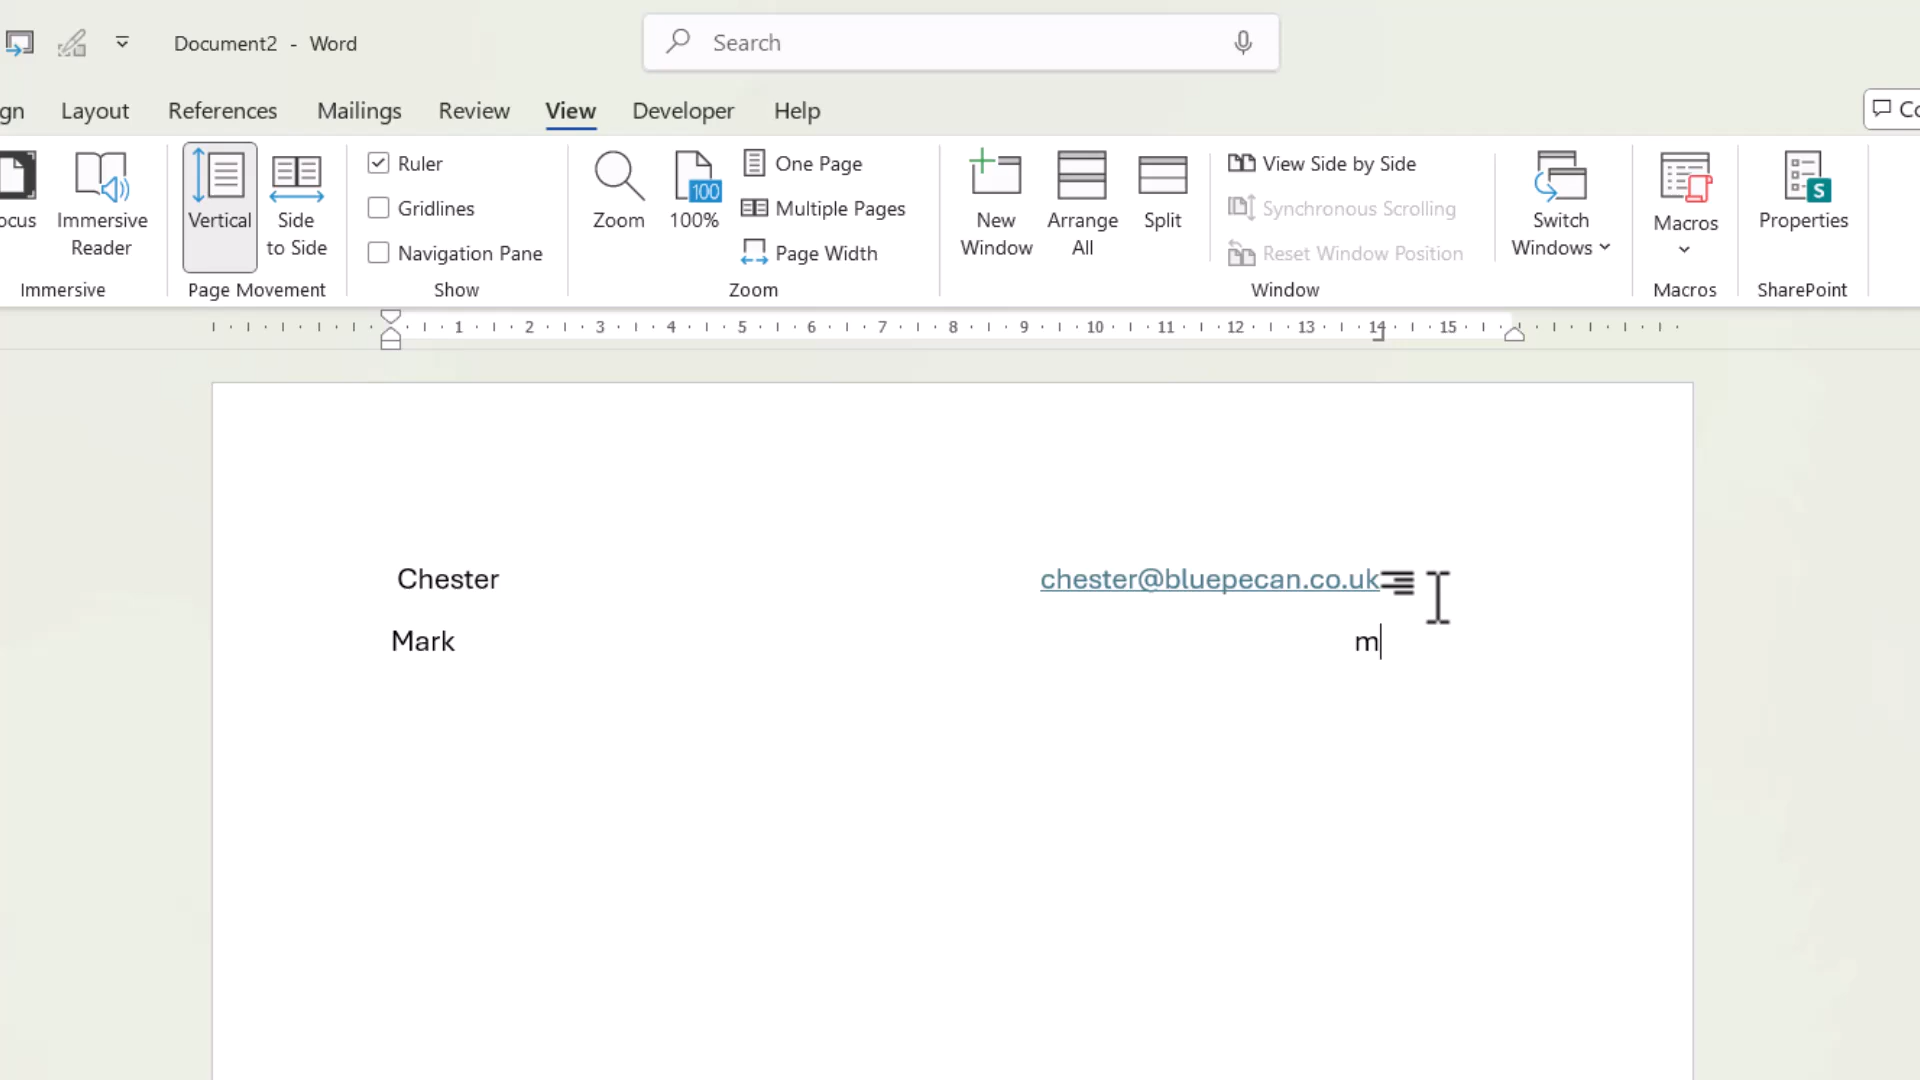 Document2 - Word
Search
gn Layout References Mailings Review View Developer Help Co
ocus
Immersive Reader
Immersive
Vertical
Side to Side
Page Movement
Ruler
Gridlines
Navigation Pane
Show
Zoom
100
100%
One Page
Multiple Pages
Page Width
Zoom
New Window
Arrange All
Split
View Side by Side
Synchronous Scrolling
Reset Window Position
Window
Switch Windows
Macros
Macros
S
Properties
SharePoint
1 2 3 4 5 6 7 8 9 10 11 12 13 14 15
Chester chester@bluepecan.co.uk
Mark m